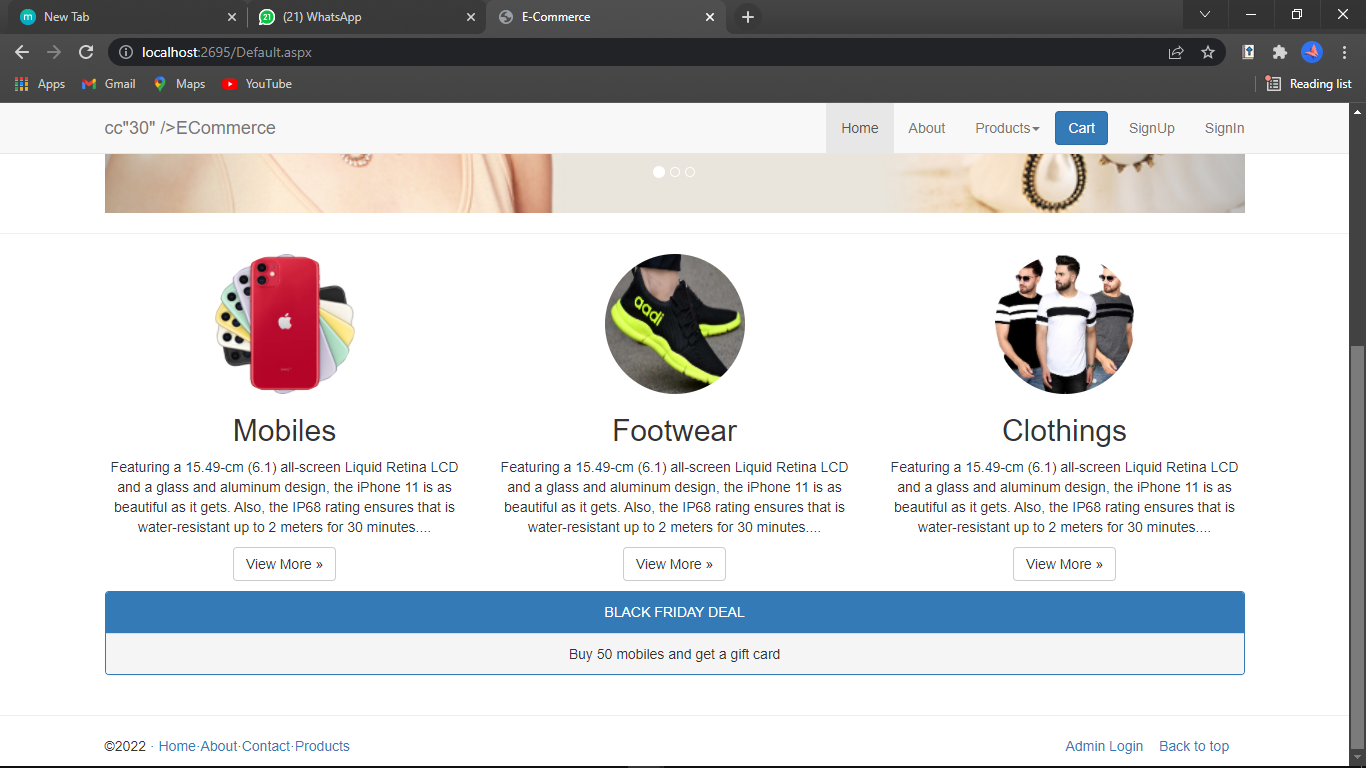 New Tab
(21) WhatsApp
E-Commerce
localhost:2695/Default.aspx
Apps
Gmail
Maps
YouTube
Reading list
cc"30" />ECommerce
Home
About
Products
Cart
SignUp
SignIn
aadi
Mobiles
Featuring a 15.49-cm (6.1) all-screen Liquid Retina LCD
and a glass and aluminum design, the iPhone 11 is as
beautiful as it gets. Also, the IP68 rating ensures that is
water-resistant up to 2 meters for 30 minutes....
View More »
Footwear
Featuring a 15.49-cm (6.1) all-screen Liquid Retina LCD
and a glass and aluminum design, the iPhone 11 is as
beautiful as it gets. Also, the IP68 rating ensures that is
water-resistant up to 2 meters for 30 minutes....
View More »
Clothings
Featuring a 15.49-cm (6.1) all-screen Liquid Retina LCD
and a glass and aluminum design, the iPhone 11 is as
beautiful as it gets. Also, the IP68 rating ensures that is
water-resistant up to 2 meters for 30 minutes....
View More »
BLACK FRIDAY DEAL
Buy 50 mobiles and get a gift card
©2022 · Home·About·Contact·Products
Admin Login
Back to top